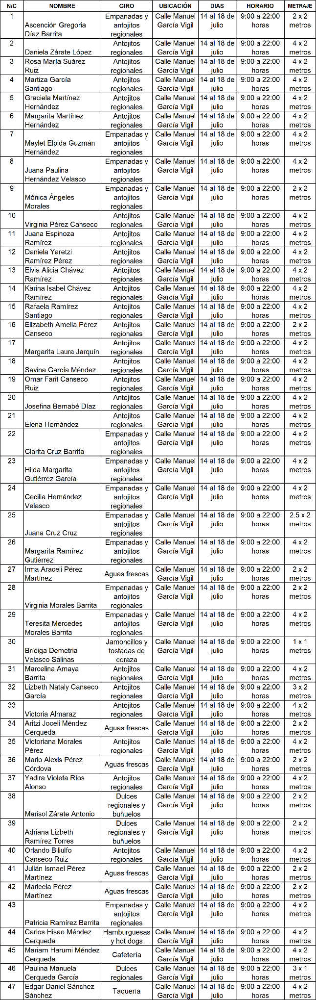 N/C NOMBRE GIRO UBICACIÓN DIAS HORARIO METRAJE
1 Ascención Gregoria Díaz Barrita Empanadas y antojitos regionales Calle Manuel García Vigil 14 al 18 de julio 9:00 a 22:00 horas 2 x 2 metros
2 Daniela Zárate López Antojitos regionales Calle Manuel García Vigil 14 al 18 de julio 9:00 a 22:00 horas 4 x 2 metros
3 Rosa María Suárez Ruiz Antojitos regionales Calle Manuel García Vigil 14 al 18 de julio 9:00 a 22:00 horas 4 x 2 metros
4 Martiza García Santiago Antojitos regionales Calle Manuel García Vigil 14 al 18 de julio 9:00 a 22:00 horas 4 x 2 metros
5 Graciela Martínez Hernández Antojitos regionales Calle Manuel García Vigil 14 al 18 de julio 9:00 a 22:00 horas 4 x 2 metros
6 Margarita Martínez Hernández Antojitos regionales Calle Manuel García Vigil 14 al 18 de julio 9:00 a 22:00 horas 4 x 2 metros
7 Maylet Elpida Guzmán Hernández Empanadas y antojitos regionales Calle Manuel García Vigil 14 al 18 de julio 9:00 a 22:00 horas 4 x 2 metros
8 Juana Paulina Hernández Velasco Empanadas y antojitos regionales Calle Manuel García Vigil 14 al 18 de julio 9:00 a 22:00 horas 4 x 2 metros
9 Mónica Ángeles Morales Empanadas y antojitos regionales Calle Manuel García Vigil 14 al 18 de julio 9:00 a 22:00 horas 2 x 2 metros
10 Virginia Pérez Canseco Antojitos regionales Calle Manuel García Vigil 14 al 18 de julio 9:00 a 22:00 horas 4 x 2 metros
11 Juana Espinoza Ramírez Antojitos regionales Calle Manuel García Vigil 14 al 18 de julio 9:00 a 22:00 horas 4 x 2 metros
12 Daniela Yaretzi Ramírez Pérez Antojitos regionales Calle Manuel García Vigil 14 al 18 de julio 9:00 a 22:00 horas 4 x 2 metros
13 Elvia Alicia Chávez Ramírez Antojitos regionales Calle Manuel García Vigil 14 al 18 de julio 9:00 a 22:00 horas 4 x 2 metros
14 Karina Isabel Chávez Ramírez Antojitos regionales Calle Manuel García Vigil 14 al 18 de julio 9:00 a 22:00 horas 4 x 2 metros
15 Rafaela Ramírez Santiago Antojitos regionales Calle Manuel García Vigil 14 al 18 de julio 9:00 a 22:00 horas 4 x 2 metros
16 Elizabeth Amelia Pérez Canseco Antojitos regionales Calle Manuel García Vigil 14 al 18 de julio 9:00 a 22:00 horas 2 x 2 metros
17 Margarita Laura Jarquín Antojitos regionales Calle Manuel García Vigil 14 al 18 de julio 9:00 a 22:00 horas 4 x 2 metros
18 Savina García Méndez Antojitos regionales Calle Manuel García Vigil 14 al 18 de julio 9:00 a 22:00 horas 4 x 2 metros
19 Omar Farit Canseco Ruiz Antojitos regionales Calle Manuel García Vigil 14 al 18 de julio 9:00 a 22:00 horas 4 x 2 metros
20 Josefina Bernabé Díaz Antojitos regionales Calle Manuel García Vigil 14 al 18 de julio 9:00 a 22:00 horas 4 x 2 metros
21 Elena Hernández Antojitos regionales Calle Manuel García Vigil 14 al 18 de julio 9:00 a 22:00 horas 4 x 2 metros
22 Clarita Cruz Barrita Empanadas y antojitos regionales Calle Manuel García Vigil 14 al 18 de julio 9:00 a 22:00 horas 4 x 2 metros
23 Hilda Margarita Gutiérrez García Empanadas y antojitos regionales Calle Manuel García Vigil 14 al 18 de julio 9:00 a 22:00 horas 4 x 2 metros
24 Cecilia Hernández Velasco Empanadas y antojitos regionales Calle Manuel García Vigil 14 al 18 de julio 9:00 a 22:00 horas 4 x 2 metros
25 Juana Cruz Cruz Empanadas y antojitos regionales Calle Manuel García Vigil 14 al 18 de julio 9:00 a 22:00 horas 2.5 x 2 metros
26 Margarita Ramírez Gutiérrez Empanadas y antojitos regionales Calle Manuel García Vigil 14 al 18 de julio 9:00 a 22:00 horas 4 x 2 metros
27 Irma Araceli Pérez Martínez Aguas frescas Calle Manuel García Vigil 14 al 18 de julio 9:00 a 22:00 horas 2 x 2 metros
28 Virginia Morales Barrita Empanadas y antojitos regionales Calle Manuel García Vigil 14 al 18 de julio 9:00 a 22:00 horas 2 x 2 metros
29 Teresita Mercedes Morales Barrita Empanadas y antojitos regionales Calle Manuel García Vigil 14 al 18 de julio 9:00 a 22:00 horas 4 x 2 metros
30 Brídiga Demetria Velasco Salinas Jamoncillos y tostadas de coraza Calle Manuel García Vigil 14 al 18 de julio 9:00 a 22:00 horas 1 x 1 metros
31 Marcelina Amaya Barrita Antojitos regionales Calle Manuel García Vigil 14 al 18 de julio 9:00 a 22:00 horas 4 x 2 metros
32 Lizbeth Nataly Canseco García Antojitos regionales Calle Manuel García Vigil 14 al 18 de julio 9:00 a 22:00 horas 3 x 2 metros
33 Victoria Almaraz Antojitos regionales Calle Manuel García Vigil 14 al 18 de julio 9:00 a 22:00 horas 4 x 2 metros
34 Aritzi Joceli Méndez Cerqueda Aguas frescas Calle Manuel García Vigil 14 al 18 de julio 9:00 a 22:00 horas 2 x 2 metros
35 Victoriana Morales Pérez Antojitos regionales Calle Manuel García Vigil 14 al 18 de julio 9:00 a 22:00 horas 4 x 2 metros
36 Mario Alexis Pérez Córdova Aguas frescas Calle Manuel García Vigil 14 al 18 de julio 9:00 a 22:00 horas 2 x 2 metros
37 Yadira Violeta Ríos Alonso Antojitos regionales Calle Manuel García Vigil 14 al 18 de julio 9:00 a 22:00 horas 4 x 2 metros
38 Marisol Zárate Antonio Dulces regionales y buñuelos Calle Manuel García Vigil 14 al 18 de julio 9:00 a 22:00 horas 2 x 2 metros
39 Adriana Lizbeth Ramírez Torres Dulces regionales y buñuelos Calle Manuel García Vigil 14 al 18 de julio 9:00 a 22:00 horas 2 x 2 metros
40 Orlando Biliulfo Canseco Ruiz Antojitos regionales Calle Manuel García Vigil 14 al 18 de julio 9:00 a 22:00 horas 4 x 2 metros
41 Julián Ismael Pérez Martínez Aguas frescas Calle Manuel García Vigil 14 al 18 de julio 9:00 a 22:00 horas 2 x 2 metros
42 Maricela Pérez Martínez Aguas frescas Calle Manuel García Vigil 14 al 18 de julio 9:00 a 22:00 horas 2 x 2 metros
43 Patricia Ramírez Barrita Empanadas y antojitos regionales Calle Manuel García Vigil 14 al 18 de julio 9:00 a 22:00 horas 4 x 2 metros
44 Carlos Hisao Méndez Cerqueda Hamburguesas y hot dogs Calle Manuel García Vigil 14 al 18 de julio 9:00 a 22:00 horas 4 x 2 metros
45 Mariam Harumi Méndez Cerqueda Cafetería Calle Manuel García Vigil 14 al 18 de julio 9:00 a 22:00 horas 4 x 2 metros
46 Paulina Manuela Cerqueda García Dulces regionales Calle Manuel García Vigil 14 al 18 de julio 9:00 a 22:00 horas 3 x 1 metros
47 Edgar Daniel Sánchez Sánchez Taquería Calle Manuel García Vigil 14 al 18 de julio 9:00 a 22:00 horas 4 x 2 metros